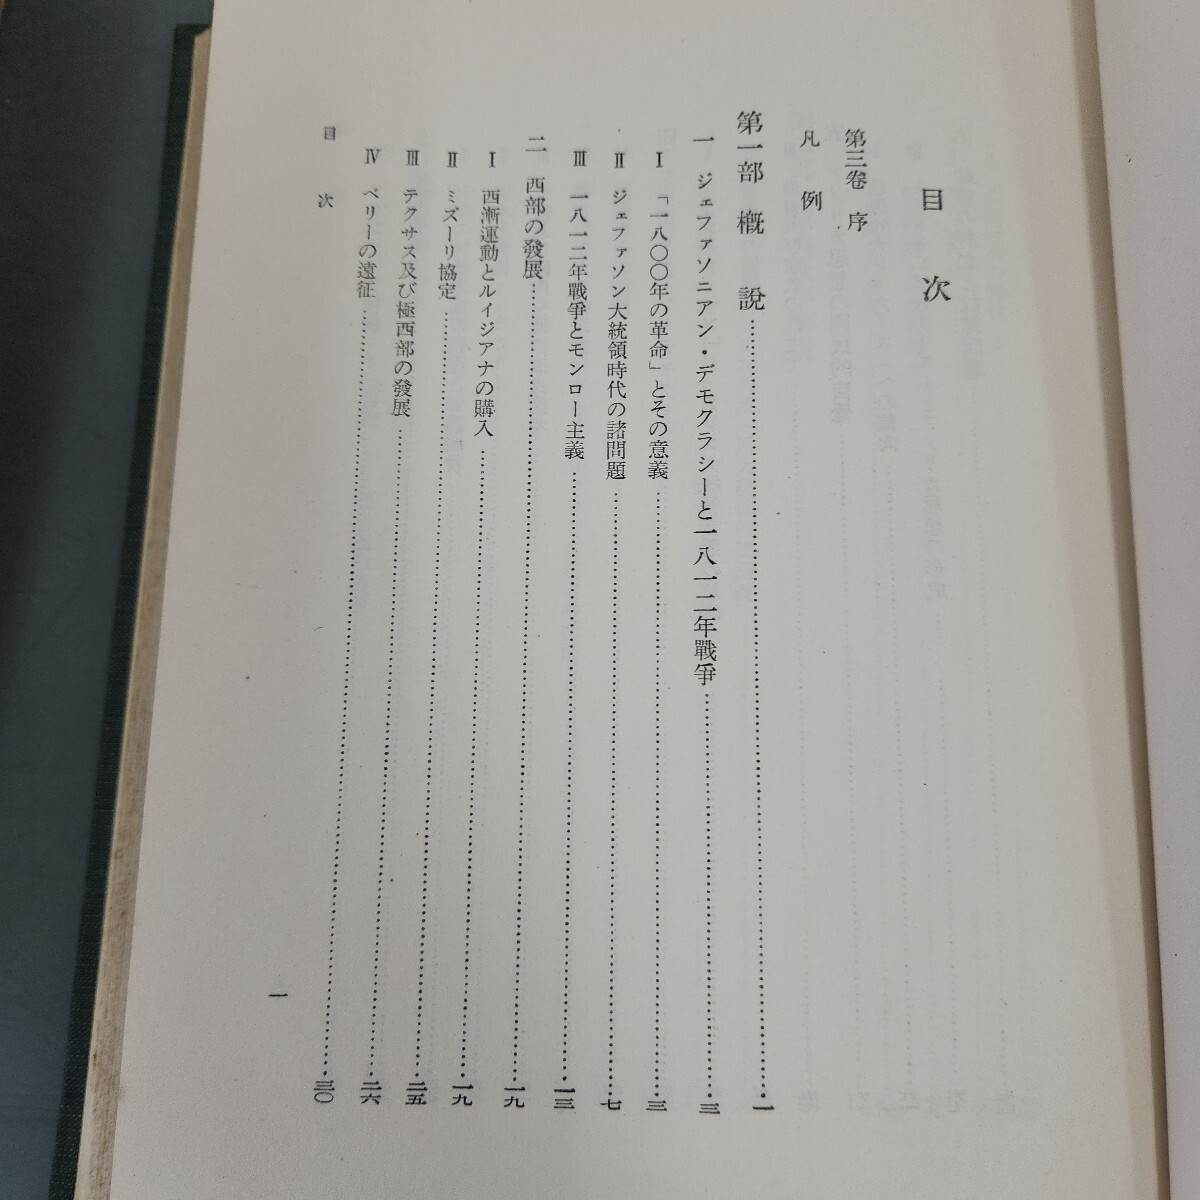 目次
第三卷 序
凡例
第一部 概說……一
一 ジェファソニアン・デモクラシーと一八一二年戰爭……三
Ⅰ 「一八〇〇年の革命」とその意義……三
Ⅱ ジェファソン大統領時代の諸問題……七
Ⅲ 一八一二年戰爭とモンロー主義……一三
二 西部の發展……一九
Ⅰ 西漸運動とルイジアナの購入……一九
Ⅱ ミズーリ協定……二五
Ⅲ テクサス及び極西部の發展……二六
Ⅳ ペリーの遠征……三〇
目次
一